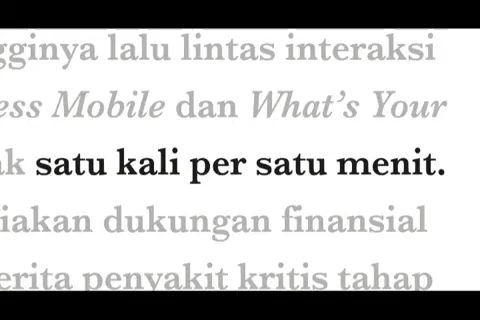 gginya lalu lintas interaksi
ess Mobile dan What's Your
ak satu kali per satu menit.
iakan dukungan finansial
erita penyakit kritis tahap